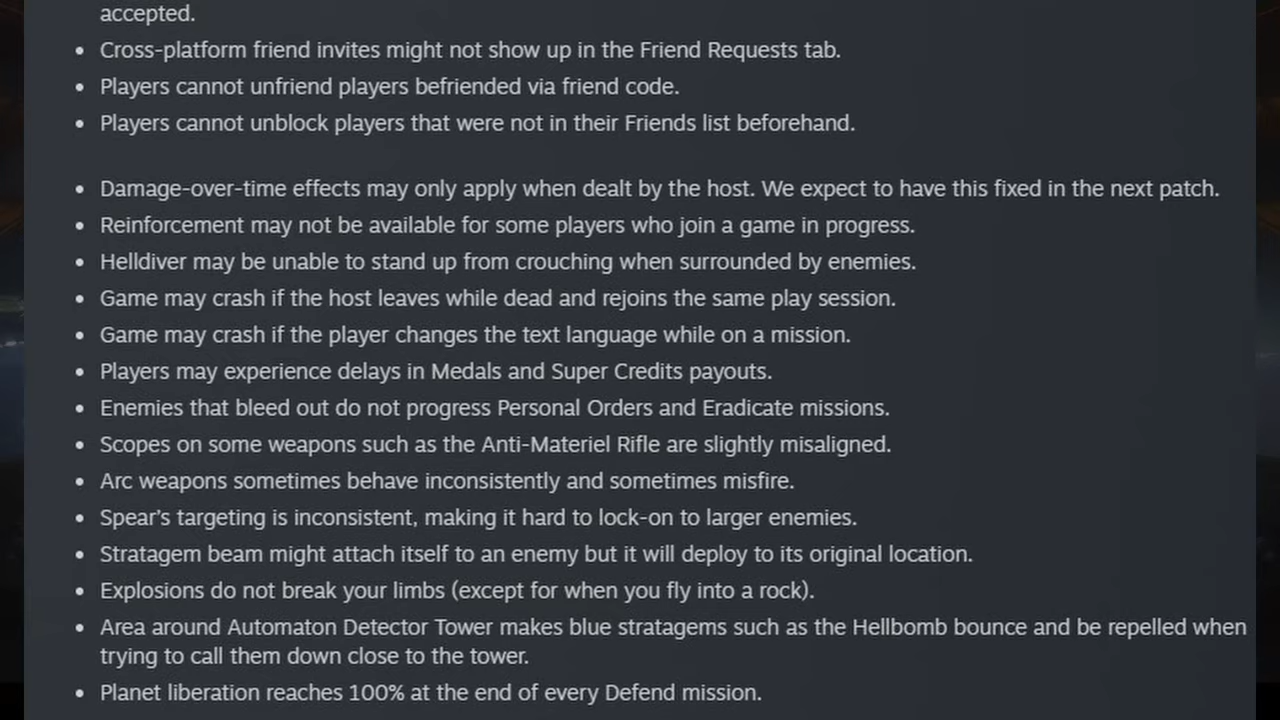 accepted.
• Cross-platform friend invites might not show up in the Friend Requests tab.
• Players cannot unfriend players befriended via friend code.
• Players cannot unblock players that were not in their Friends list beforehand.
• Damage-over-time effects may only apply when dealt by the host. We expect to have this fixed in the next patch.
• Reinforcement may not be available for some players who join a game in progress.
• Helldiver may be unable to stand up from crouching when surrounded by enemies.
• Game may crash if the host leaves while dead and rejoins the same play session.
• Game may crash if the player changes the text language while on a mission.
• Players may experience delays in Medals and Super Credits payouts.
• Enemies that bleed out do not progress Personal Orders and Eradicate missions.
• Scopes on some weapons such as the Anti-Materiel Rifle are slightly misaligned.
• Arc weapons sometimes behave inconsistently and sometimes misfire.
• Spear’s targeting is inconsistent, making it hard to lock-on to larger enemies.
• Stratagem beam might attach itself to an enemy but it will deploy to its original location.
• Explosions do not break your limbs (except for when you fly into a rock).
• Area around Automaton Detector Tower makes blue stratagems such as the Hellbomb bounce and be repelled when
trying to call them down close to the tower.
• Planet liberation reaches 100% at the end of every Defend mission.